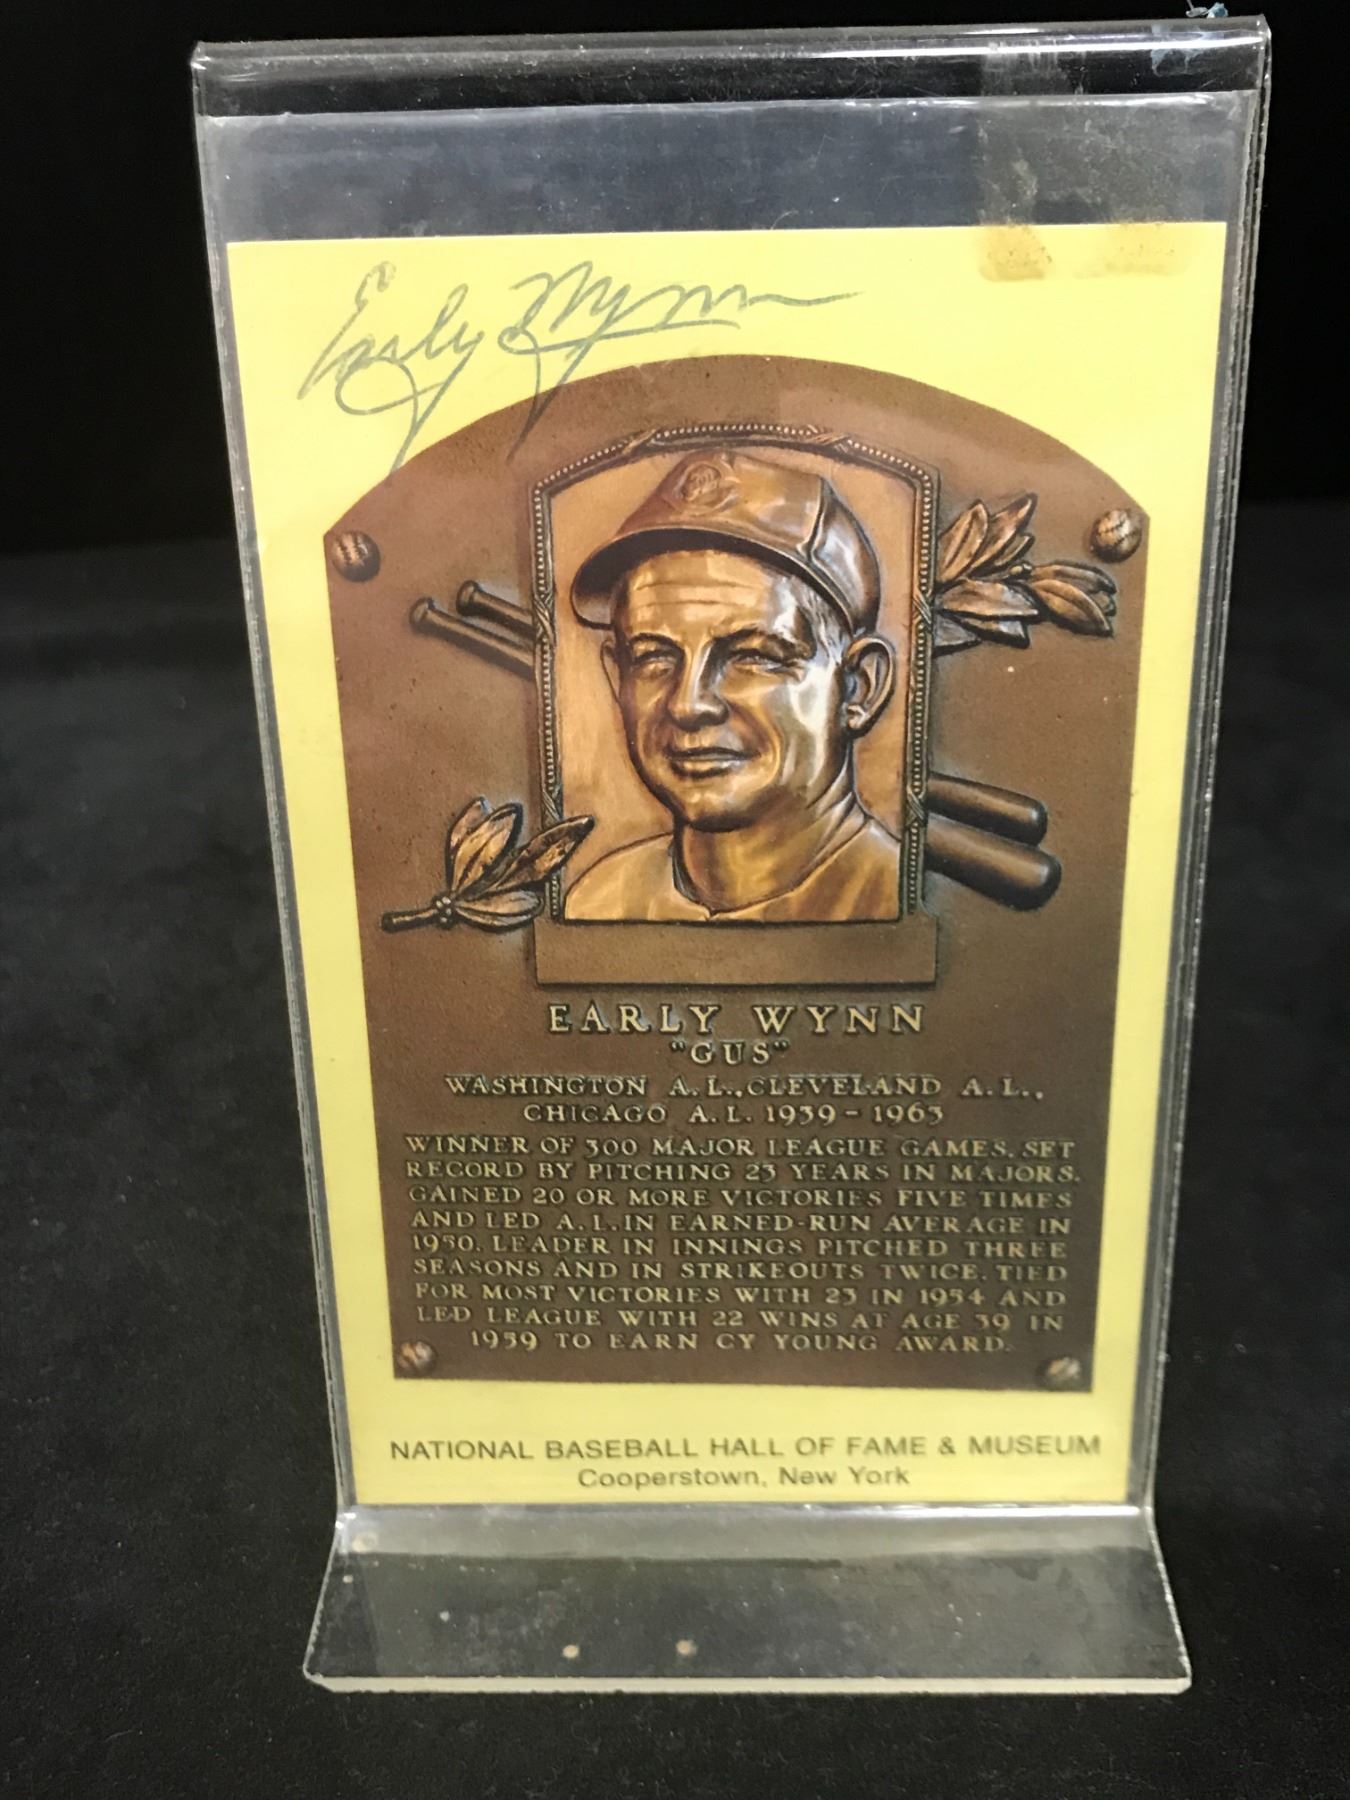 Early Wynn
EARLY WYNN
"GUS"
WASHINGTON A.L., CLEVELAND A.L.,
CHICAGO A.L. 1939-1963
WINNER OF 300 MAJOR LEAGUE GAMES. SET
RECORD BY PITCHING 23 YEARS IN MAJORS.
GAINED 20 OR MORE VICTORIES FIVE TIMES
AND LED A.L. IN EARNED-RUN AVERAGE IN
1950. LEADER IN INNINGS PITCHED THREE
SEASONS AND IN STRIKEOUTS TWICE. TIED
FOR MOST VICTORIES WITH 23 IN 1954 AND
LED LEAGUE WITH 22 WINS AT AGE 39 IN
1959 TO EARN CY YOUNG AWARD.
NATIONAL BASEBALL HALL OF FAME & MUSEUM
Cooperstown, New York